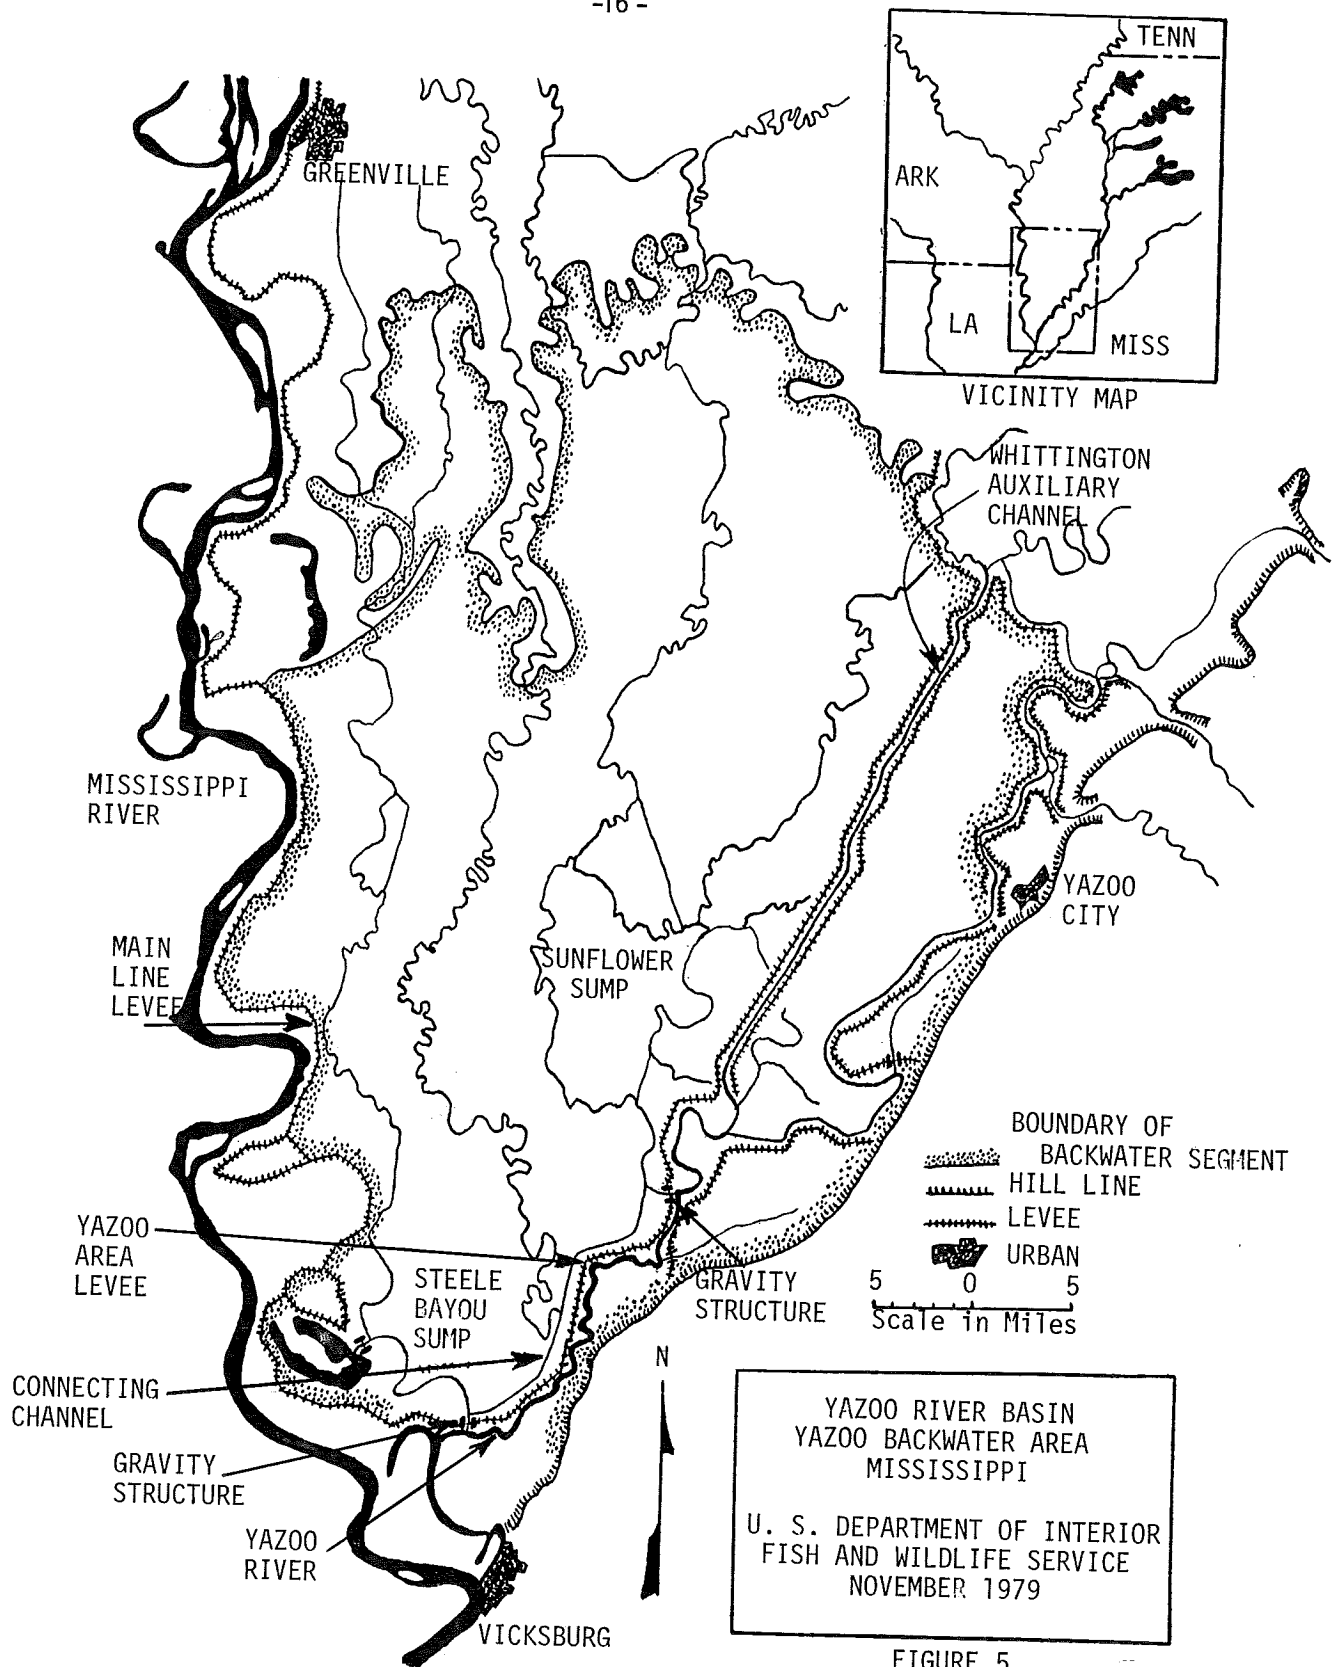 -16-
TENN
ARK
LA
MISS
VICINITY MAP
GREENVILLE
WHITTINGTON
AUXILIARY
CHANNEL
MISSISSIPPI
RIVER
YAZOO
CITY
MAIN
LINE
LEVEE
SUNFLOWER
SUMP
BOUNDARY OF
BACKWATER SEGMENT
HILL LINE
LEVEE
URBAN
5 0 5
Scale in Miles
YAZOO
AREA
LEVEE
STEELE
BAYOU
SUMP
GRAVITY
STRUCTURE
N
CONNECTING
CHANNEL
GRAVITY
STRUCTURE
YAZOO
RIVER
VICKSBURG
YAZOO RIVER BASIN
YAZOO BACKWATER AREA
MISSISSIPPI
U. S. DEPARTMENT OF INTERIOR
FISH AND WILDLIFE SERVICE
NOVEMBER 1979
FIGURE 5